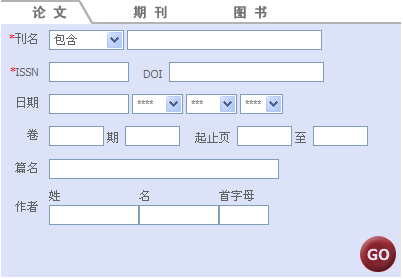 论 文 期 刊 图 书
*刊名 包含
*ISSN DOI
日期 **** *** ****
卷 期 起止页 至
篇名
姓 名 首字母
作者
GO